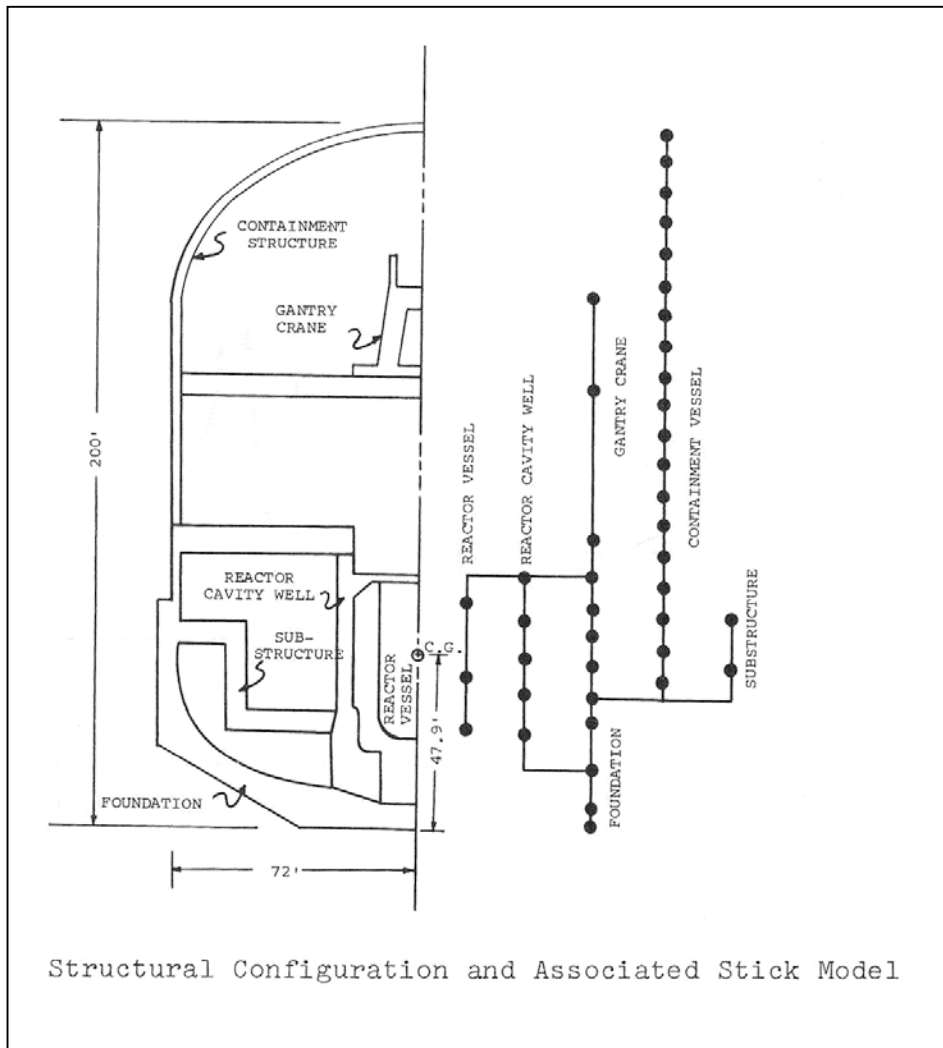 CONTAINMENT
STRUCTURE
GANTRY
CRANE
200'
REACTOR
CAVITY WELL
SUB-
STRUCTURE
REACTOR
VESSEL
C.G.
47.9'
FOUNDATION
72'
REACTOR VESSEL
REACTOR CAVITY WELL
GANTRY CRANE
CONTAINMENT VESSEL
SUBSTRUCTURE
FOUNDATION
Structural Configuration and Associated Stick Model